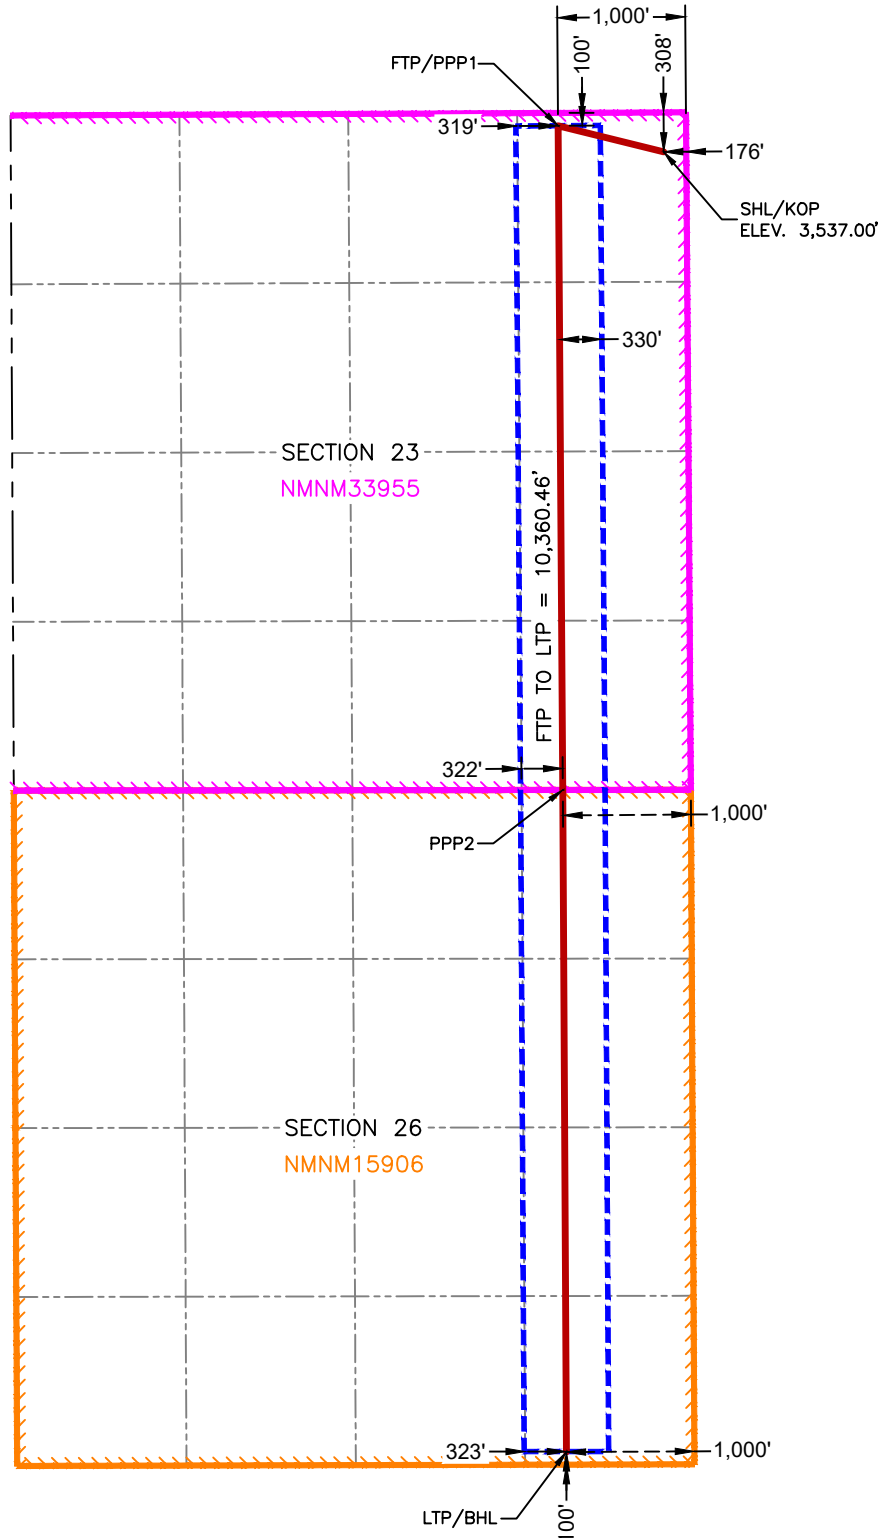 1,000'
FTP/PPP1
100'
308'
319'
176'
SHL/KOP
ELEV. 3,537.00'
330'
SECTION 23
NMNM33955
FTP TO LTP = 10,360.46'
322'
PPP2
1,000'
SECTION 26
NMNM15906
323'
1,000'
LTP/BHL
100'